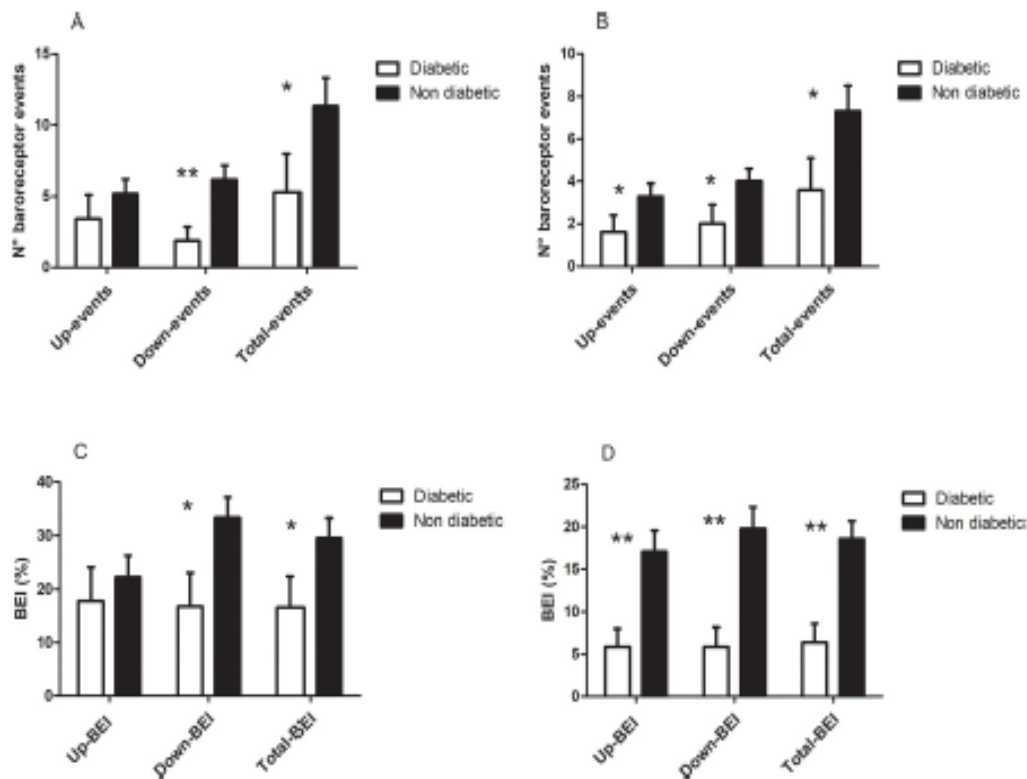 A
N° baroreceptor events
15
10
5
0
Diabetic
Non diabetic
*
**
Up-events
Down-events
Total-events
B
N° baroreceptor events
10
8
6
4
2
0
Diabetic
Non diabetic
*
*
*
Up-events
Down-events
Total-events
C
BEI (%)
40
30
20
10
0
Diabetic
Non diabetic
*
*
Up-BEI
Down-BEI
Total-BEI
D
BEI (%)
25
20
15
10
5
0
Diabetic
Non diabetic
**
**
**
Up-BEI
Down-BEI
Total-BEI